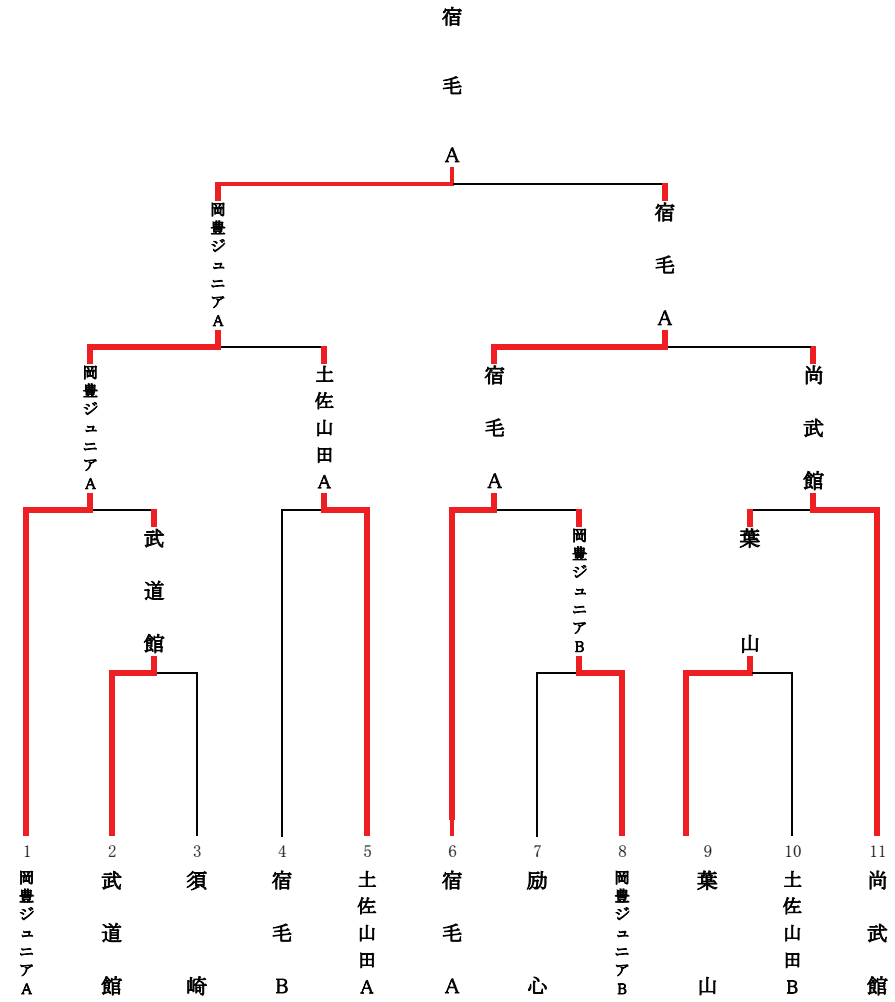 宿毛A
岡豊ジュニアA
宿毛A
岡豊ジュニアA
土佐山田A
宿毛A
尚武館
武道館
岡豊ジュニアB
葉山
1
2
3
4
5
6
7
8
9
10
11
岡豊ジュニアA
武道館
須崎
宿毛B
土佐山田A
宿毛A
励心
岡豊ジュニアB
葉山
土佐山田B
尚武館